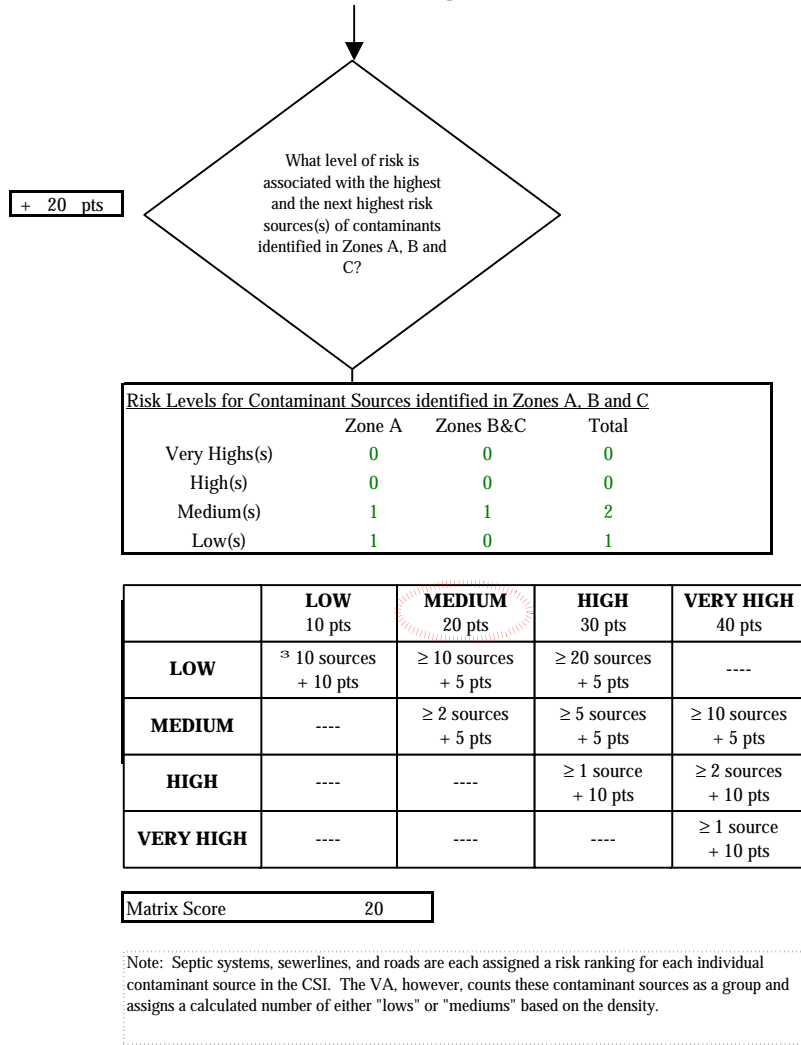 What level of risk is
associated with the highest
and the next highest risk
sources(s) of contaminants
identified in Zones A, B and
C?
+ 20 pts
Risk Levels for Contaminant Sources identified in Zones A, B and C
Zone A Zones B&C Total
Very Highs(s) 0 0 0
High(s) 0 0 0
Medium(s) 1 1 2
Low(s) 1 0 1
LOW MEDIUM HIGH VERY HIGH
10 pts 20 pts 30 pts 40 pts
LOW ³ 10 sources ≥ 10 sources ≥ 20 sources ----
+ 10 pts + 5 pts + 5 pts
MEDIUM ---- ≥ 2 sources ≥ 5 sources ≥ 10 sources
+ 5 pts + 5 pts + 5 pts
HIGH ---- ---- ≥ 1 source ≥ 2 sources
+ 10 pts + 10 pts
VERY HIGH ---- ---- ---- ≥ 1 source
+ 10 pts
Matrix Score 20
Note: Septic systems, sewerlines, and roads are each assigned a risk ranking for each individual
contaminant source in the CSI. The VA, however, counts these contaminant sources as a group and
assigns a calculated number of either "lows" or "mediums" based on the density.